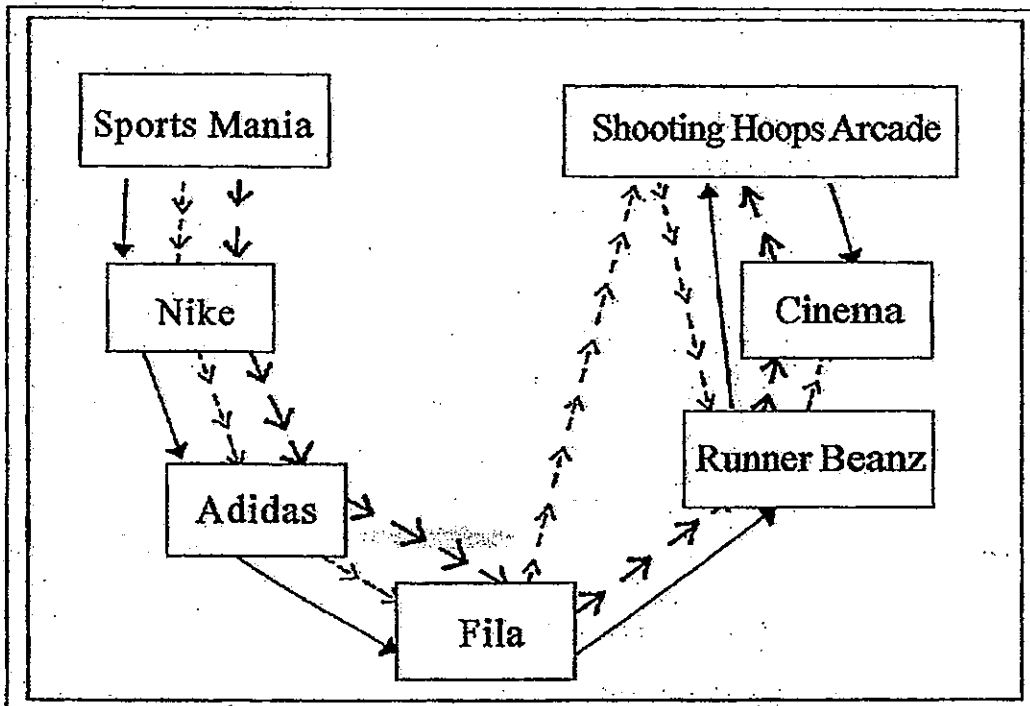 Sports Mania
Shooting Hoops Arcade
Nike
Cinema
Adidas
Runner Beanz
Fila